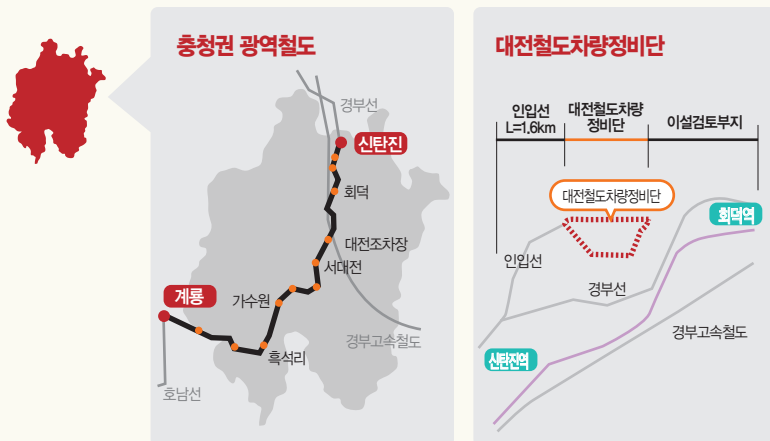 충청권 광역철도
경부선
신탄진
회덕
대전조차장
서대전
계룡
가수원
경부고속철도
흑석리
호남선
대전철도차량정비단
인입선
L=1.6km
대전철도차량
정비단
이설검토부지
대전철도차량정비단
회덕역
인입선
경부선
경부고속철도
신탄진역